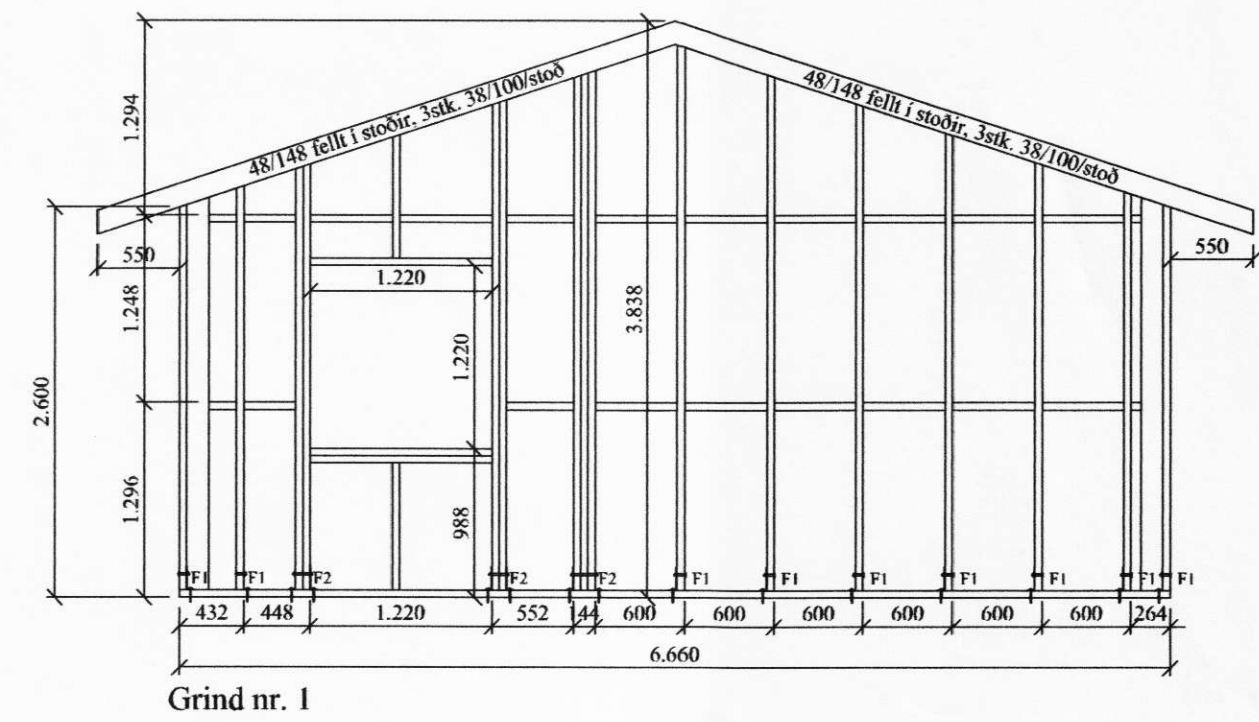 48/148 fellt í stoðir, 3stk. 38/100/stoð
48/148 fellt í stoðir, 3stk. 38/100/stoð
1.294
550
550
1.220
1.248
3.838
1.220
2.600
1.296
988
F1
F1
F2
F2
F2
F1
F1
F1
F1
F1
F1
F1
432
448
1.220
552
144
600
600
600
600
600
600
264
6.660
Grind nr. 1